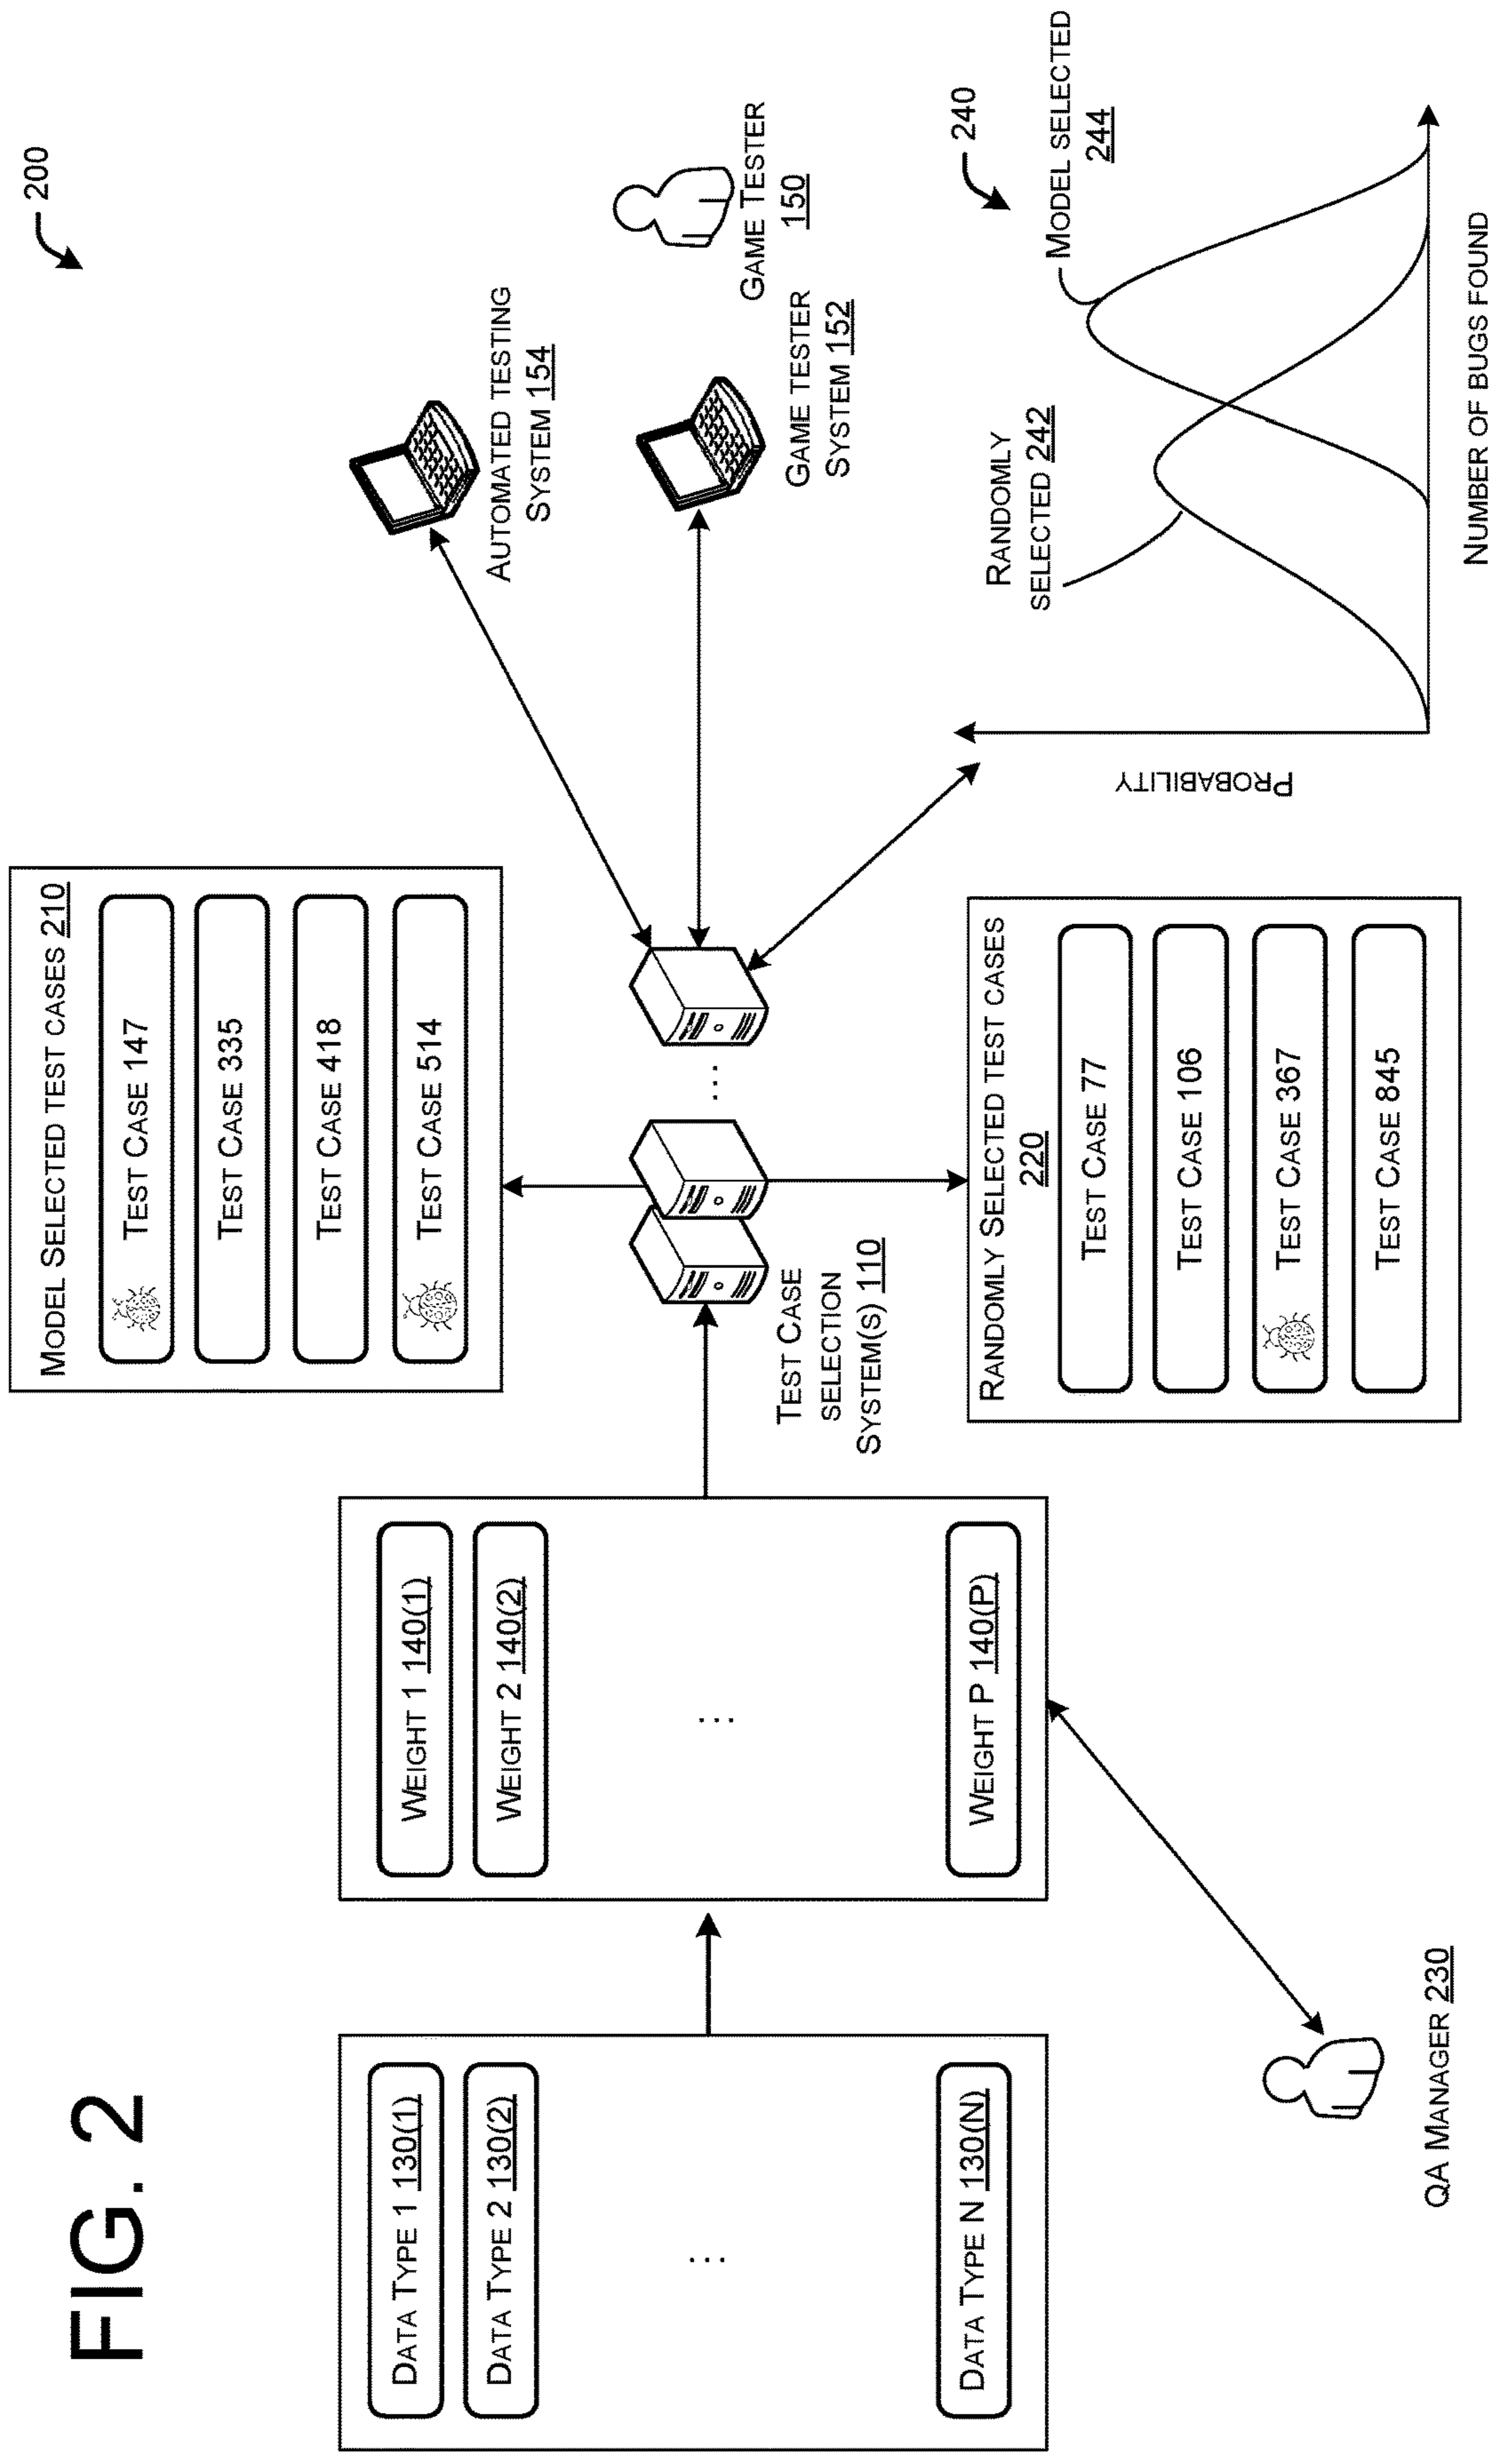 FIG. 2
200
DATA TYPE 1 130(1)
DATA TYPE 2 130(2)
...
DATA TYPE N 130(N)
WEIGHT 1 140(1)
WEIGHT 2 140(2)
...
WEIGHT P 140(P)
QA MANAGER 230
MODEL SELECTED TEST CASES 210
TEST CASE 147
TEST CASE 335
TEST CASE 418
TEST CASE 514
...
TEST CASE
SELECTION
SYSTEM(S) 110
RANDOMLY SELECTED TEST CASES
220
TEST CASE 77
TEST CASE 106
TEST CASE 367
TEST CASE 845
AUTOMATED TESTING
SYSTEM 154
GAME TESTER
SYSTEM 152
GAME TESTER
150
240
PROBABILITY
RANDOMLY
SELECTED 242
MODEL SELECTED
244
NUMBER OF BUGS FOUND